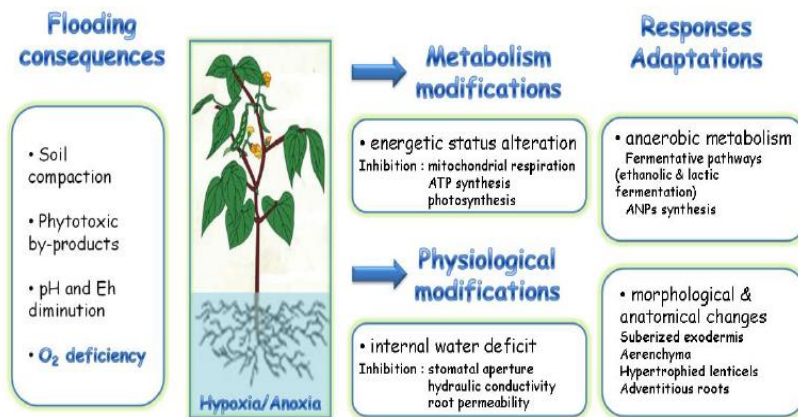 Flooding
consequences
• Soil
compaction
• Phytotoxic
by-products
• pH and Eh
diminution
• O₂ deficiency
Hypoxia/Anoxia
Metabolism
modifications
• energetic status alteration
Inhibition : mitochondrial respiration
ATP synthesis
photosynthesis
Physiological
modifications
• internal water deficit
Inhibition : stomatal aperture
hydraulic conductivity
root permeability
Responses
Adaptations
• anaerobic metabolism
Fermentative pathways
(ethanolic & lactic
fermentation)
ANPs synthesis
• morphological &
anatomical changes
Suberized exodermis
Aerenchyma
Hypertrophied lenticels
Adventitious roots